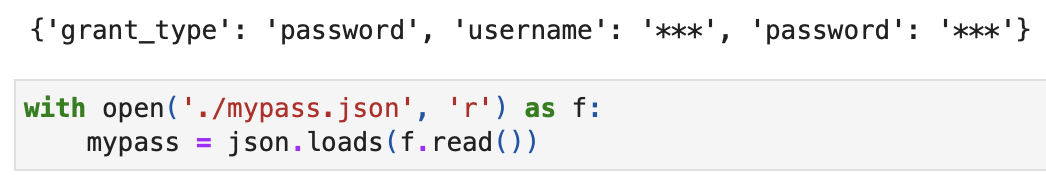 {'grant_type': 'password', 'username': '***', 'password': '***'}
with open('./mypass.json', 'r') as f:
    mypass = json.loads(f.read())